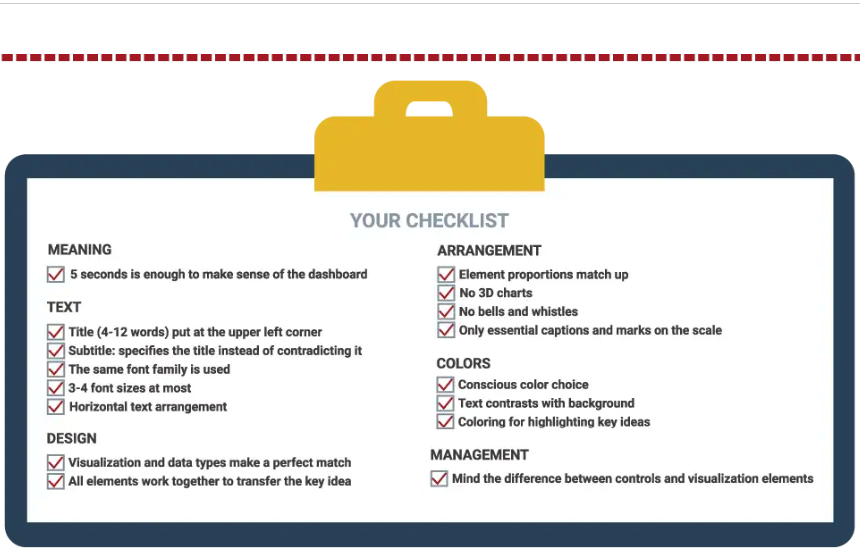 YOUR CHECKLIST
MEANING
5 seconds is enough to make sense of the dashboard
TEXT
Title (4-12 words) put at the upper left corner
Subtitle: specifies the title instead of contradicting it
The same font family is used
3-4 font sizes at most
Horizontal text arrangement
DESIGN
Visualization and data types make a perfect match
All elements work together to transfer the key idea
ARRANGEMENT
Element proportions match up
No 3D charts
No bells and whistles
Only essential captions and marks on the scale
COLORS
Conscious color choice
Text contrasts with background
Coloring for highlighting key ideas
MANAGEMENT
Mind the difference between controls and visualization elements